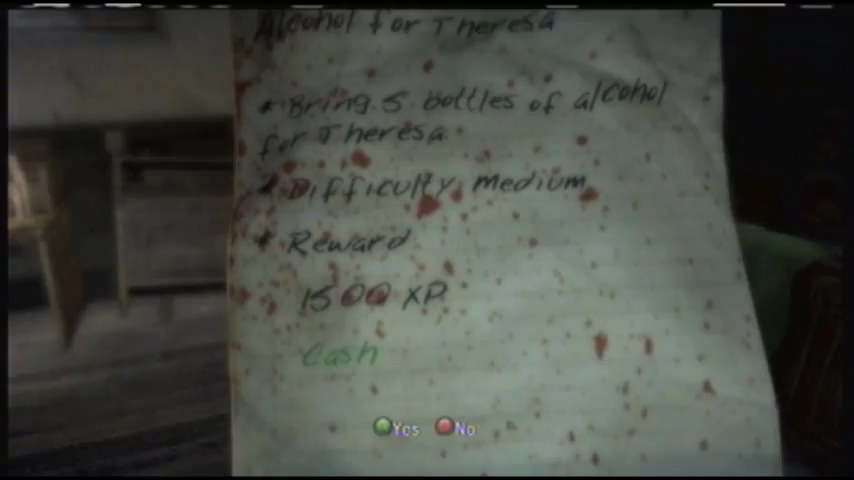 Alcohol for Theresa
* Bring 5 bottles of alcohol
for Theresa
* Difficulty: medium
* Reward
1500 XP
Cash
Yes No